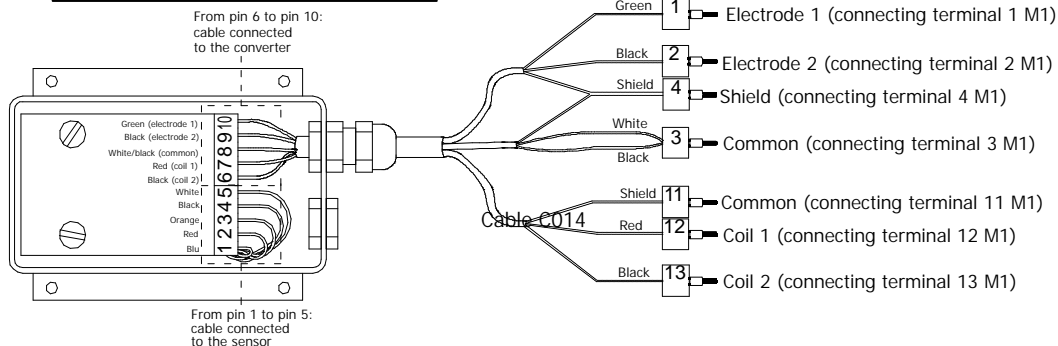 From pin 6 to pin 10:
cable connected
to the converter
Green (electrode 1)
Black (electrode 2)
White/black (common)
Red (coil 1)
Black (coil 2)
White
Black
Orange
Red
Blu
10
9
8
7
6
5
4
3
2
1
From pin 1 to pin 5:
cable connected
to the sensor
Cable C014
Green 1 Electrode 1 (connecting terminal 1 M1)
Black 2 Electrode 2 (connecting terminal 2 M1)
Shield 4 Shield (connecting terminal 4 M1)
White
3 Common (connecting terminal 3 M1)
Black
Shield 11 Common (connecting terminal 11 M1)
Red 12 Coil 1 (connecting terminal 12 M1)
Black 13 Coil 2 (connecting terminal 13 M1)